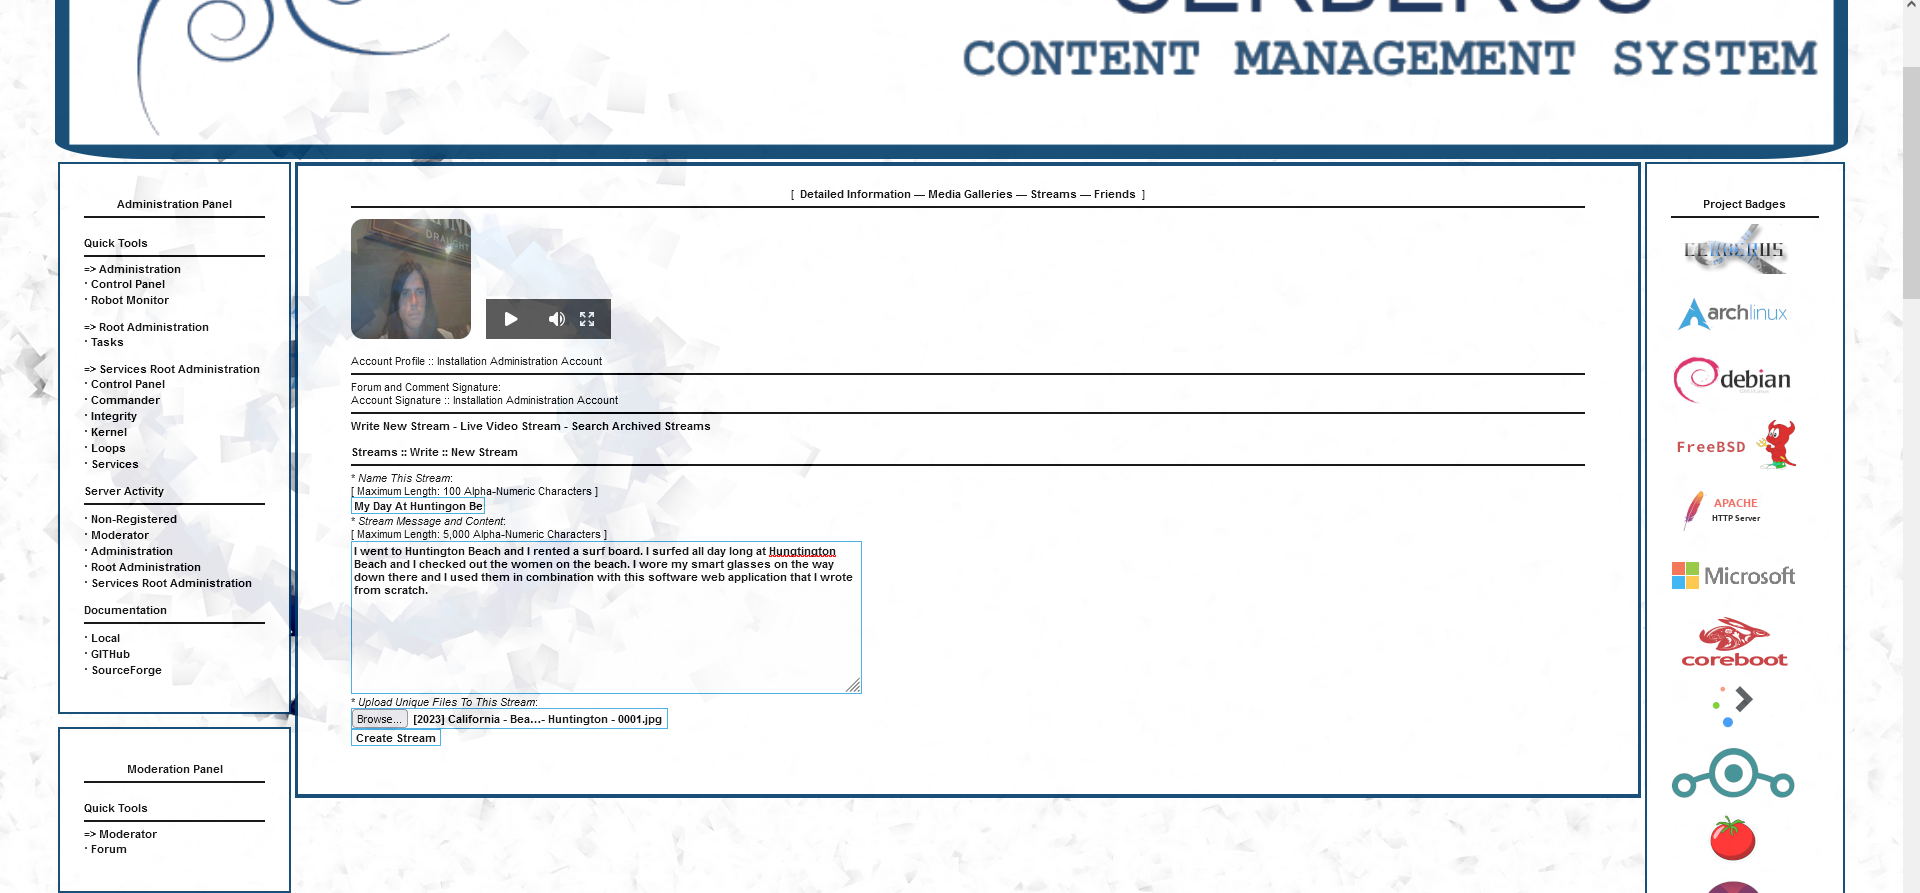 CERBERUS
CONTENT MANAGEMENT SYSTEM
Administration Panel
Quick Tools
=> Administration
· Control Panel
· Robot Monitor
=> Root Administration
· Tasks
=> Services Root Administration
· Control Panel
· Commander
· Integrity
· Kernel
· Loops
· Services
Server Activity
· Non-Registered
· Moderator
· Administration
· Root Administration
· Services Root Administration
Documentation
· Local
· GITHub
· SourceForge
Moderation Panel
Quick Tools
=> Moderator
· Forum
[ Detailed Information — Media Galleries — Streams — Friends ]
DRAUGHT
Account Profile :: Installation Administration Account
Forum and Comment Signature:
Account Signature :: Installation Administration Account
Write New Stream - Live Video Stream - Search Archived Streams
Streams :: Write :: New Stream
* Name This Stream:
[ Maximum Length: 100 Alpha-Numeric Characters ]
My Day At Huntingon Be
* Stream Message and Content:
[ Maximum Length: 5,000 Alpha-Numeric Characters ]
I went to Huntington Beach and I rented a surf board. I surfed all day long at Hungtington
Beach and I checked out the women on the beach. I wore my smart glasses on the way
down there and I used them in combination with this software web application that I wrote
from scratch.
* Upload Unique Files To This Stream:
Browse... [2023] California - Bea...- Huntington - 0001.jpg
Create Stream
Project Badges
CERBERUS
archlinux
debian
FreeBSD
APACHE
HTTP Server
Microsoft
coreboot